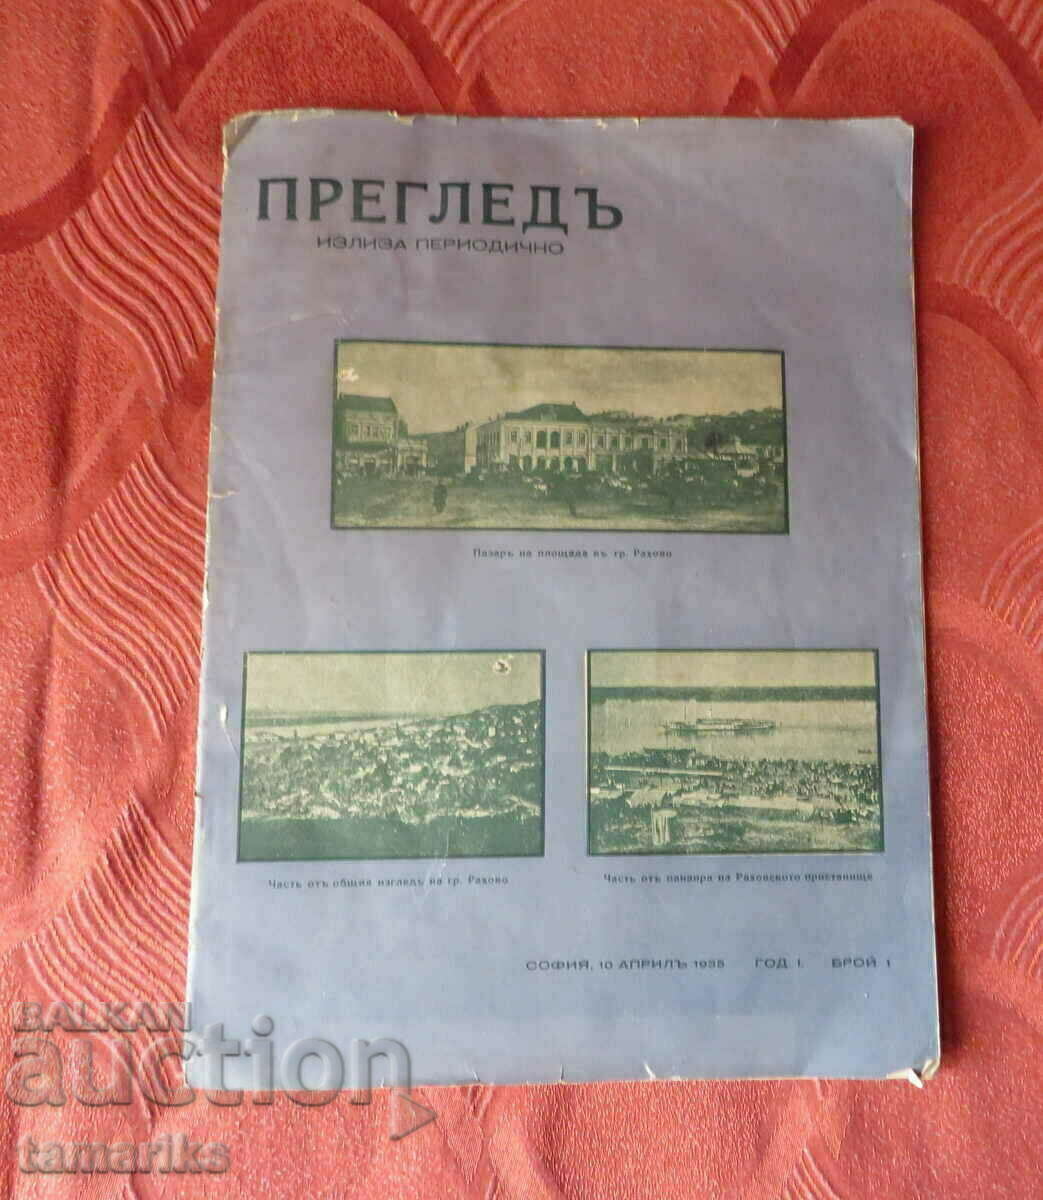 ПРЕГЛЕДЪ
ИЗЛИЗА ПЕРИОДИЧНО
Пазаръ на площада въ гр. Рахово
Часть отъ общия изгледъ на гр. Рахово
Часть отъ панаира на Раховското пристанище
СОФИЯ, 10 АПРИЛЪ 1935 ГОД. I. БРОЙ 1
BALKAN
auction
tamariks